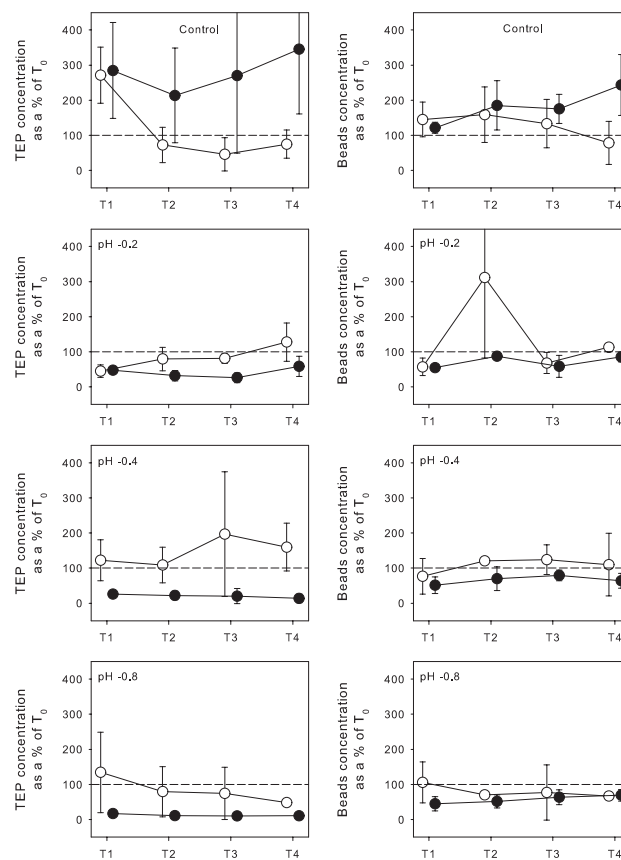 Control
TEP concentration
as a % of T0
400
300
200
100
0
T1 T2 T3 T4
Control
Beads concentration
as a % of T0
400
300
200
100
0
T1 T2 T3 T4
pH -0.2
TEP concentration
as a % of T0
400
300
200
100
0
T1 T2 T3 T4
pH -0.2
Beads concentration
as a % of T0
400
300
200
100
0
T1 T2 T3 T4
pH -0.4
TEP concentration
as a % of T0
400
300
200
100
0
T1 T2 T3 T4
pH -0.4
Beads concentration
as a % of T0
400
300
200
100
0
T1 T2 T3 T4
pH -0.8
TEP concentration
as a % of T0
400
300
200
100
0
T1 T2 T3 T4
pH -0.8
Beads concentration
as a % of T0
400
300
200
100
0
T1 T2 T3 T4